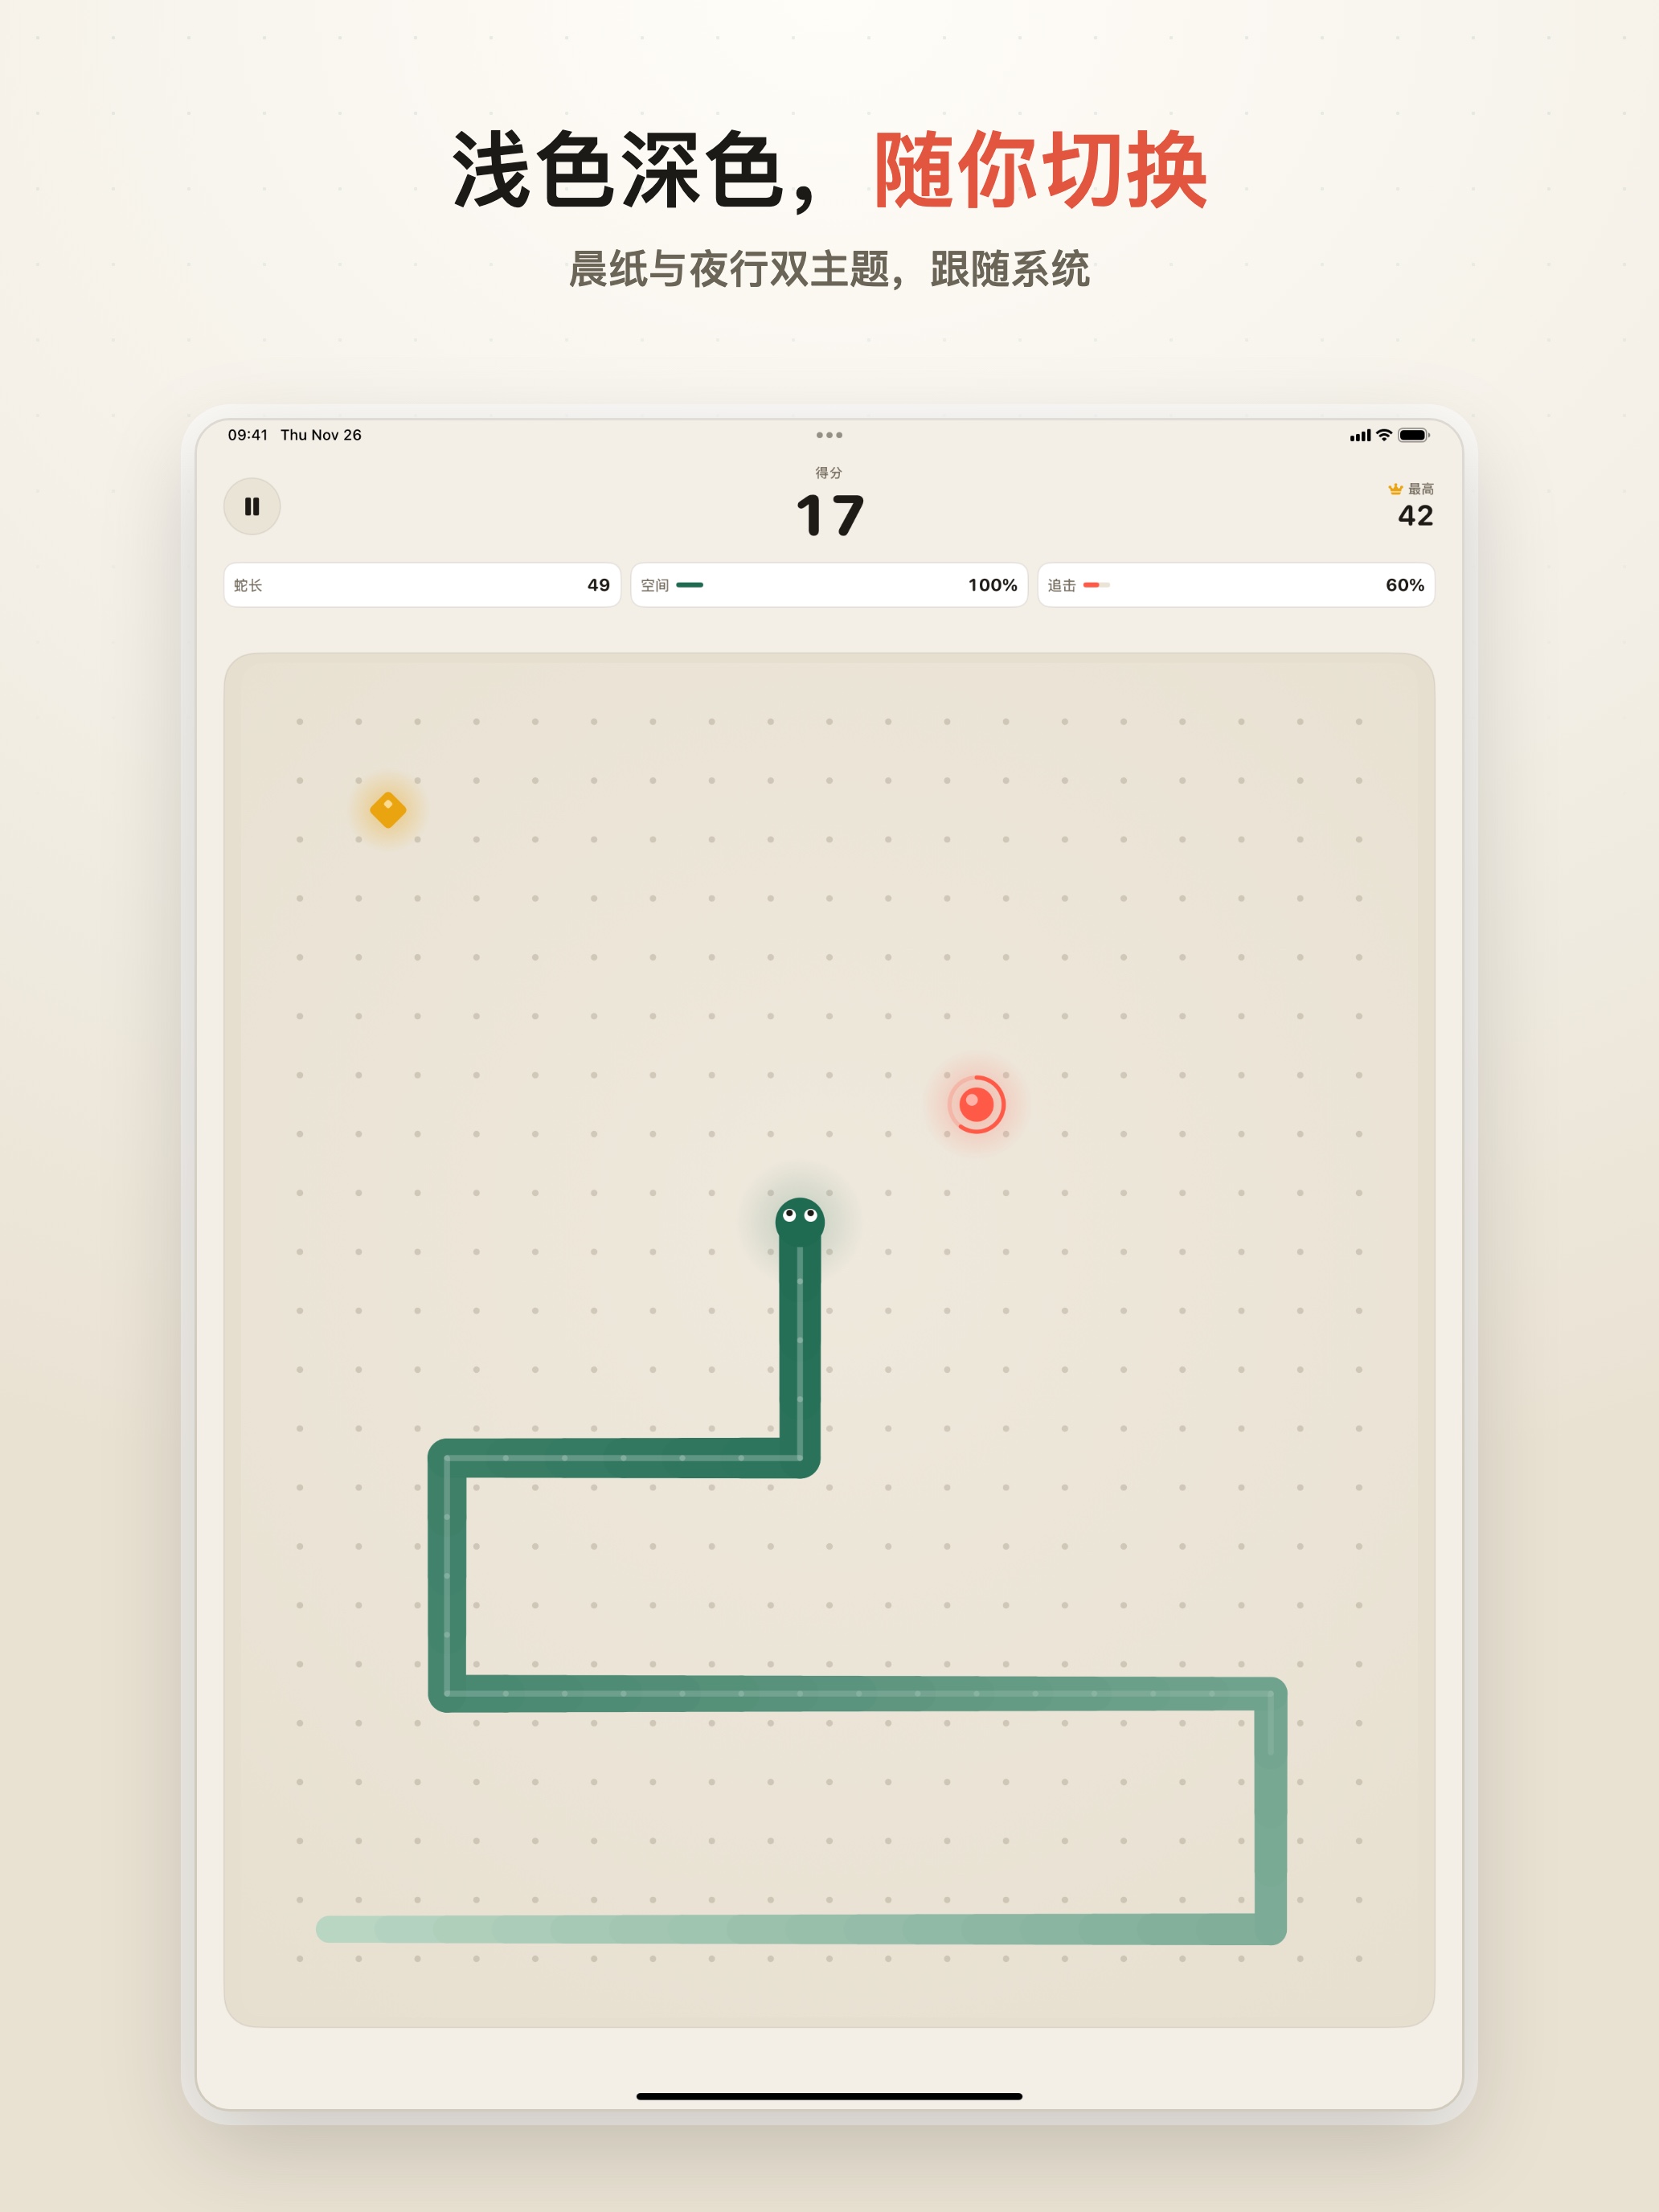 浅色深色，随你切换
晨纸与夜行双主题，跟随系统
09:41 Thu Nov 26
得分
17
最高
42
蛇长 49
空间 100%
追击 60%